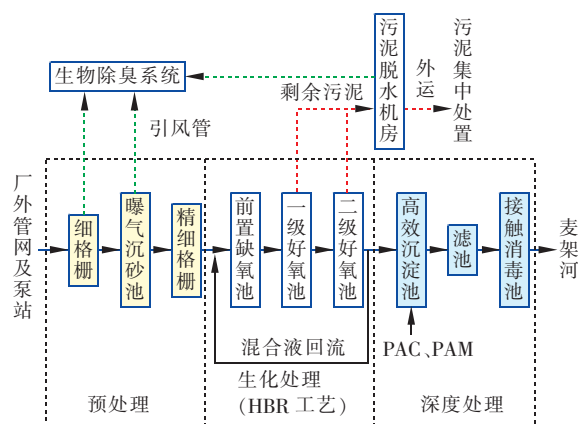 生物除臭系统
污泥脱水机房
外运
污泥集中处置
剩余污泥
引风管
厂外管网及泵站
细格栅
曝气沉砂池
精细格栅
前置缺氧池
一级好氧池
二级好氧池
高效沉淀池
滤池
接触消毒池
麦架河
混合液回流
PAC、PAM
预处理
生化处理
(HBR 工艺)
深度处理